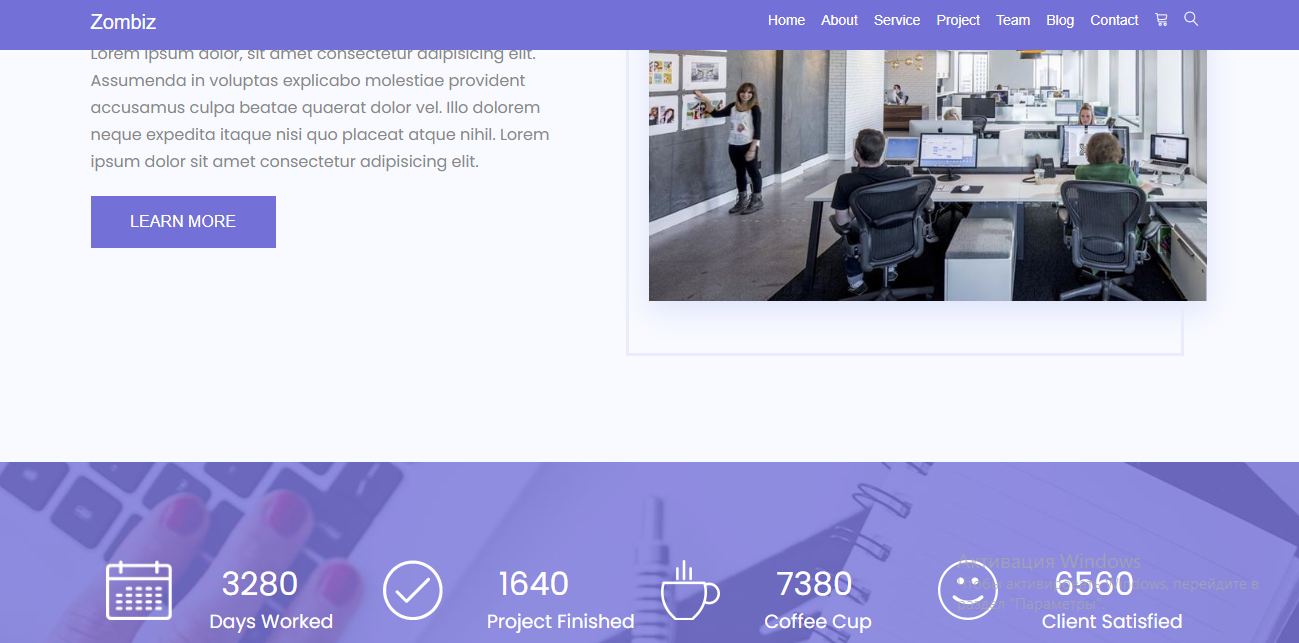 Zombiz
Home About Service Project Team Blog Contact
Lorem ipsum dolor, sit amet consectetur adipisicing elit.
Assumenda in voluptas explicabo molestiae provident
accusamus culpa beatae quaerat dolor vel. Illo dolorem
neque expedita itaque nisi quo placeat atque nihil. Lorem
ipsum dolor sit amet consectetur adipisicing elit.
LEARN MORE
3280
Days Worked
1640
Project Finished
7380
Coffee Cup
6560
Client Satisfied
Активация Windows
Чтобы активировать Windows, перейдите в
раздел "Параметры".